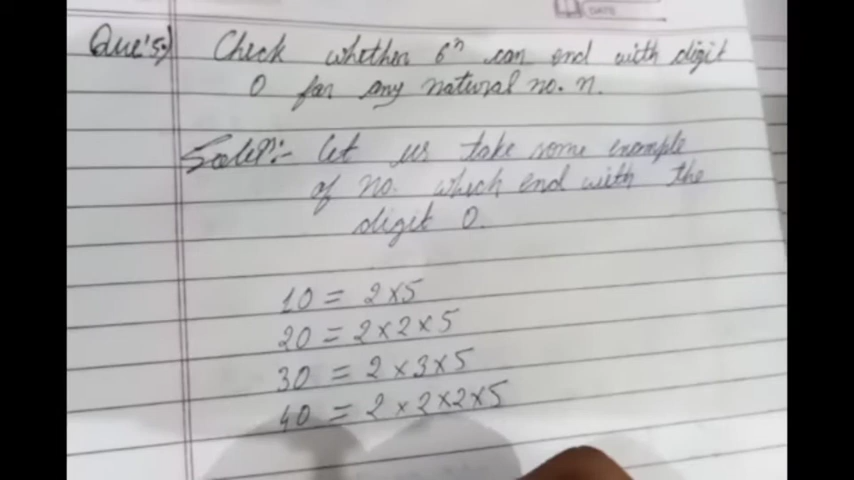 DATE
Que's:) Check whether 6ⁿ can end with digit
0 for any natural no. n.
Soleⁿ:- let us take some example
of no. which end with the
digit 0.
10 = 2×5
20 = 2×2×5
30 = 2×3×5
40 = 2×2×2×5